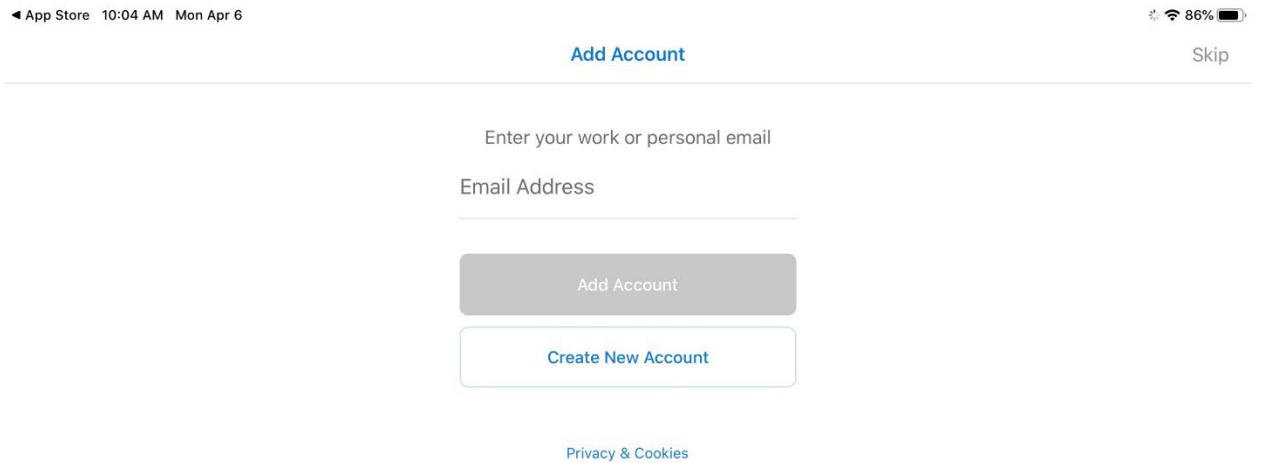 ◀ App Store 10:04 AM Mon Apr 6 86%
Add Account Skip
Enter your work or personal email
Email Address
Add Account
Create New Account
Privacy & Cookies